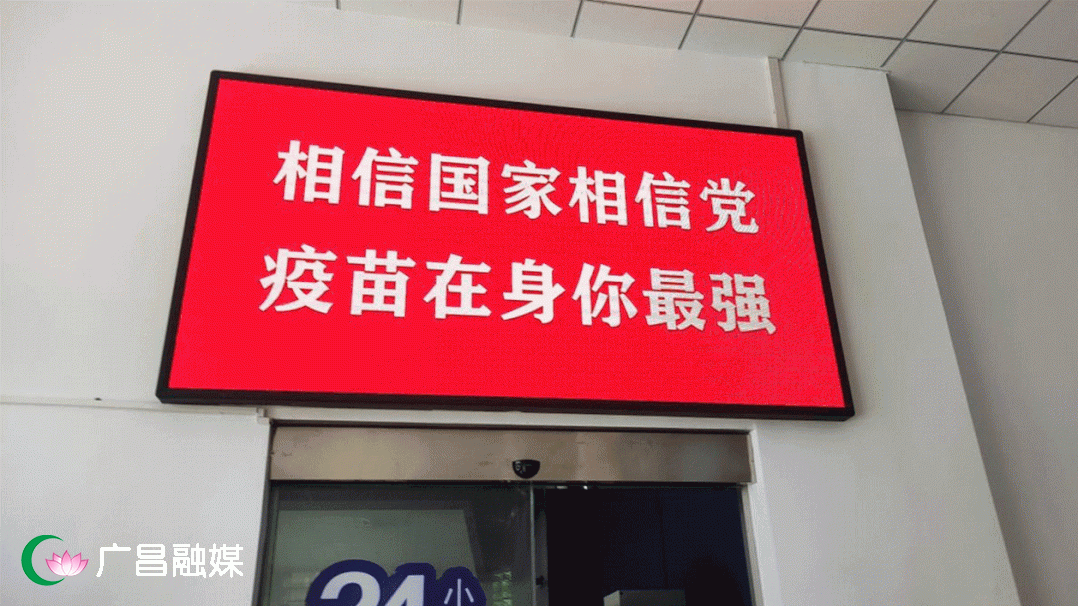 相信国家相信党
疫苗在身你最强
24小
广昌融媒